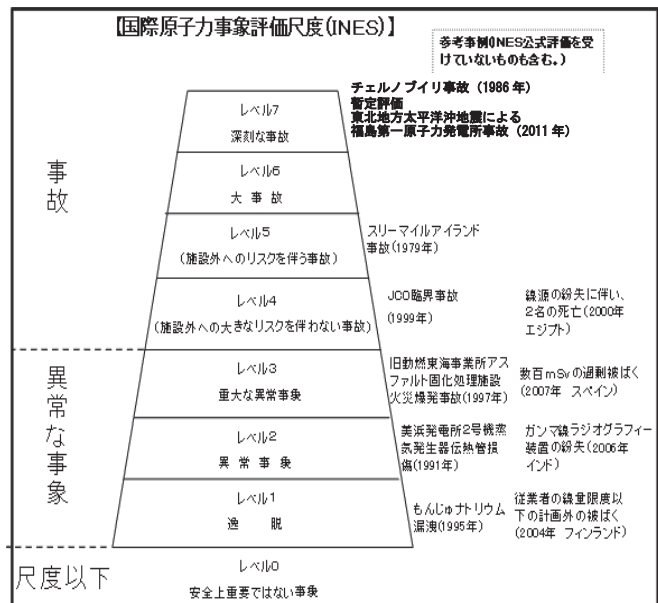 【国際原子力事象評価尺度(INES)】
参考事例(INES公式評価を受
けていないものも含む。)
チェルノブイリ事故 (1986年)
暫定評価
東北地方太平洋沖地震による
福島第一原子力発電所事故 (2011年)
事故
レベル7
深刻な事故
レベル6
大事故
レベル5
(施設外へのリスクを伴う事故)
スリーマイルアイランド
事故(1979年)
レベル4
(施設外への大きなリスクを伴わない事故)
JCO臨界事故
(1999年)
線源の紛失に伴い、
2名の死亡(2000年
エジプト)
異常な事象
レベル3
重大な異常事象
旧動燃東海事業所アス
ファルト固化処理施設
火災爆発事故(1997年)
数百mSvの過剰被ばく
(2007年 スペイン)
レベル2
異常事象
美浜発電所2号機蒸
気発生器伝熱管損
傷(1991年)
ガンマ線ラジオグラフィー
装置の紛失(2006年
インド)
レベル1
逸脱
もんじゅナトリウム
漏洩(1995年)
従業者の線量限度以
下の計画外の被ばく
(2004年 フィンランド)
尺度以下
レベル0
安全上重要ではない事象